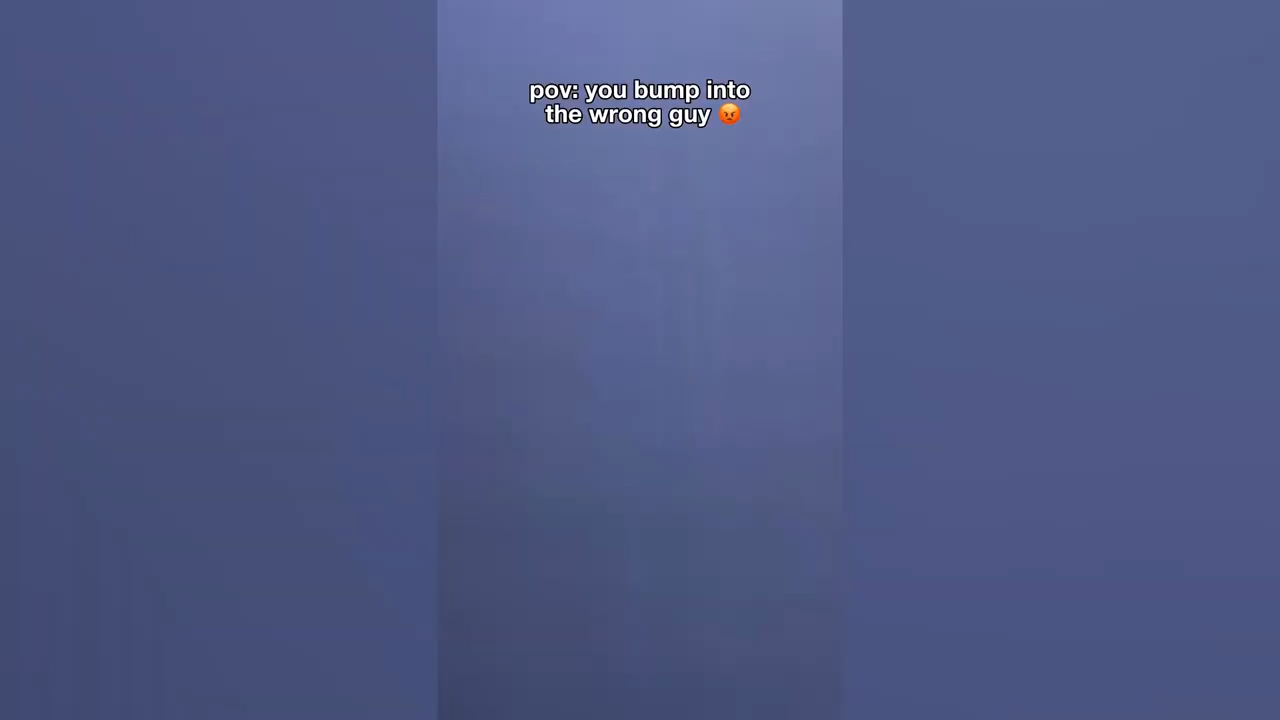 pov: you bump into
the wrong guy 😡